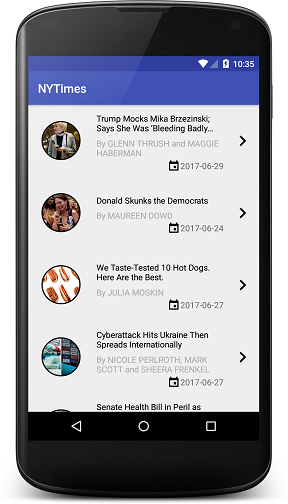 10:35
NYTimes
Trump Mocks Mika Brzezinski;
Says She Was 'Bleeding Badly...
By GLENN THRUSH and MAGGIE
HABERMAN
2017-06-29
Donald Skunks the Democrats
By MAUREEN DOWD
2017-06-24
We Taste-Tested 10 Hot Dogs.
Here Are the Best.
By JULIA MOSKIN
2017-06-27
Cyberattack Hits Ukraine Then
Spreads Internationally
By NICOLE PERLROTH, MARK
SCOTT and SHEERA FRENKEL
2017-06-27
Senate Health Bill in Peril as